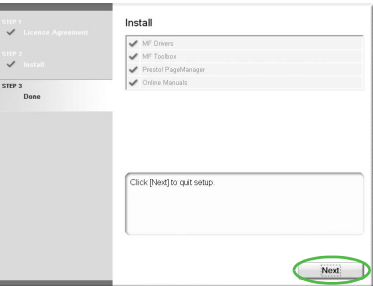 STEP 1
License Agreement
STEP 2
Install
STEP 3
Done
Install
MF Drivers
MF Toolbox
Presto! PageManager
Online Manuals
Click [Next] to quit setup.
Next